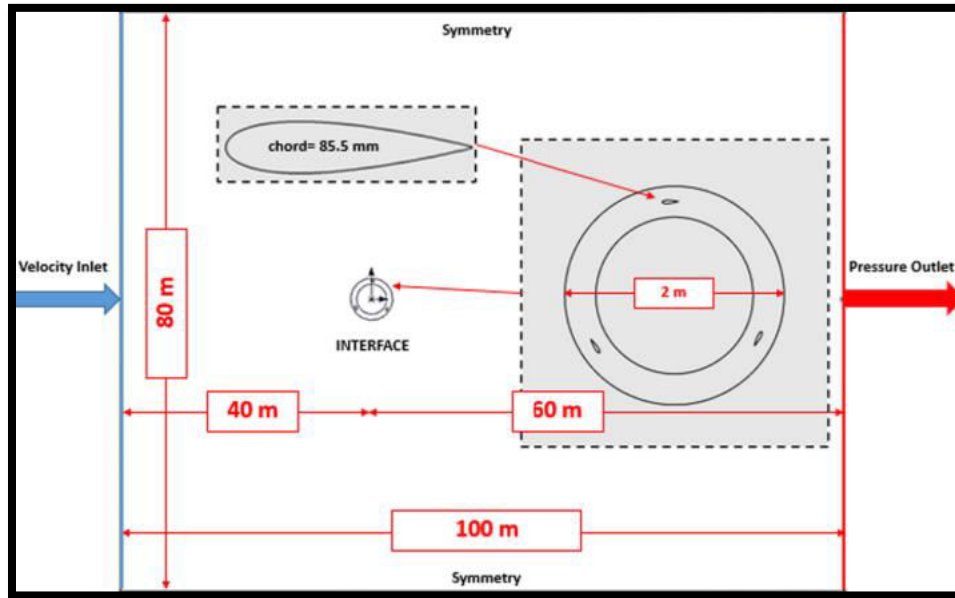 Symmetry
chord= 85.5 mm
Velocity Inlet
80 m
2 m
Pressure Outlet
INTERFACE
40 m
60 m
100 m
Symmetry